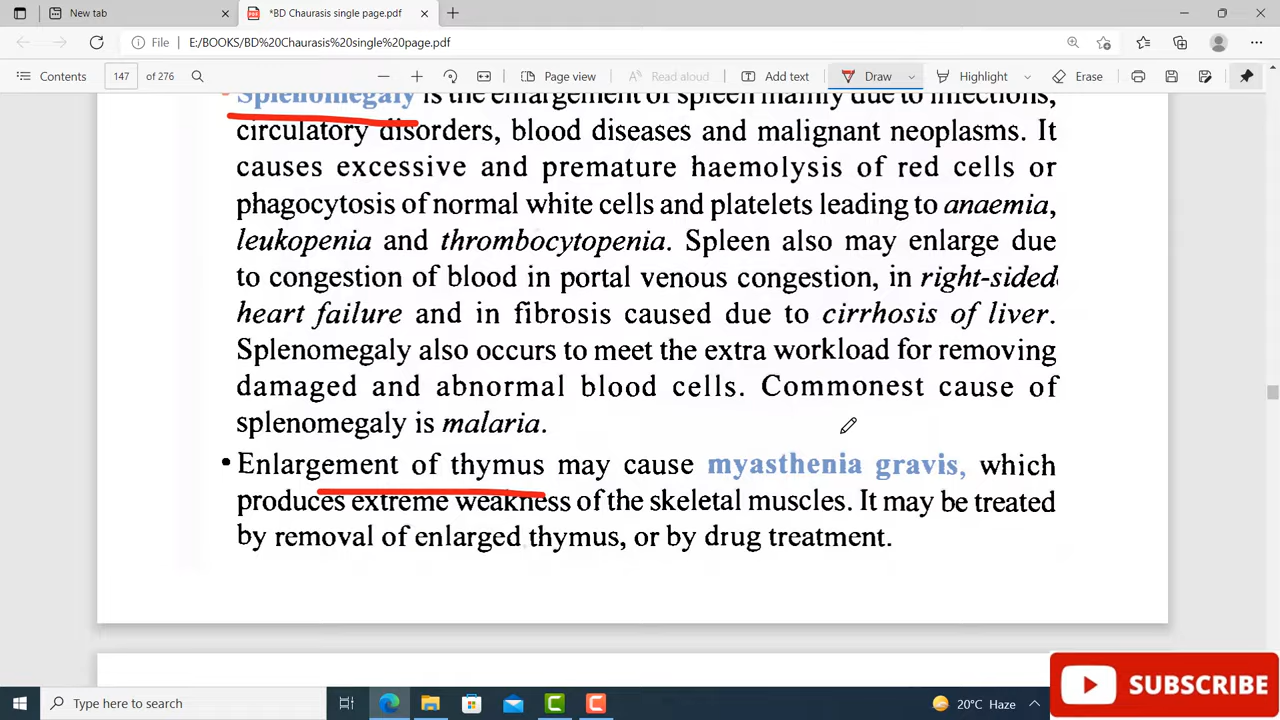 New tab
*BD Chaurasis single page.pdf
File E:/BOOKS/BD%20Chaurasis%20single%20page.pdf
Contents 147 of 276 Page view Read aloud Add text Draw Highlight Erase
Splenomegaly is the enlargement of spleen mainly due to infections,
circulatory disorders, blood diseases and malignant neoplasms. It
causes excessive and premature haemolysis of red cells or
phagocytosis of normal white cells and platelets leading to anaemia,
leukopenia and thrombocytopenia. Spleen also may enlarge due
to congestion of blood in portal venous congestion, in right-sided
heart failure and in fibrosis caused due to cirrhosis of liver.
Splenomegaly also occurs to meet the extra workload for removing
damaged and abnormal blood cells. Commonest cause of
splenomegaly is malaria.
• Enlargement of thymus may cause myasthenia gravis, which
produces extreme weakness of the skeletal muscles. It may be treated
by removal of enlarged thymus, or by drug treatment.
SUBSCRIBE
Type here to search
20°C Haze